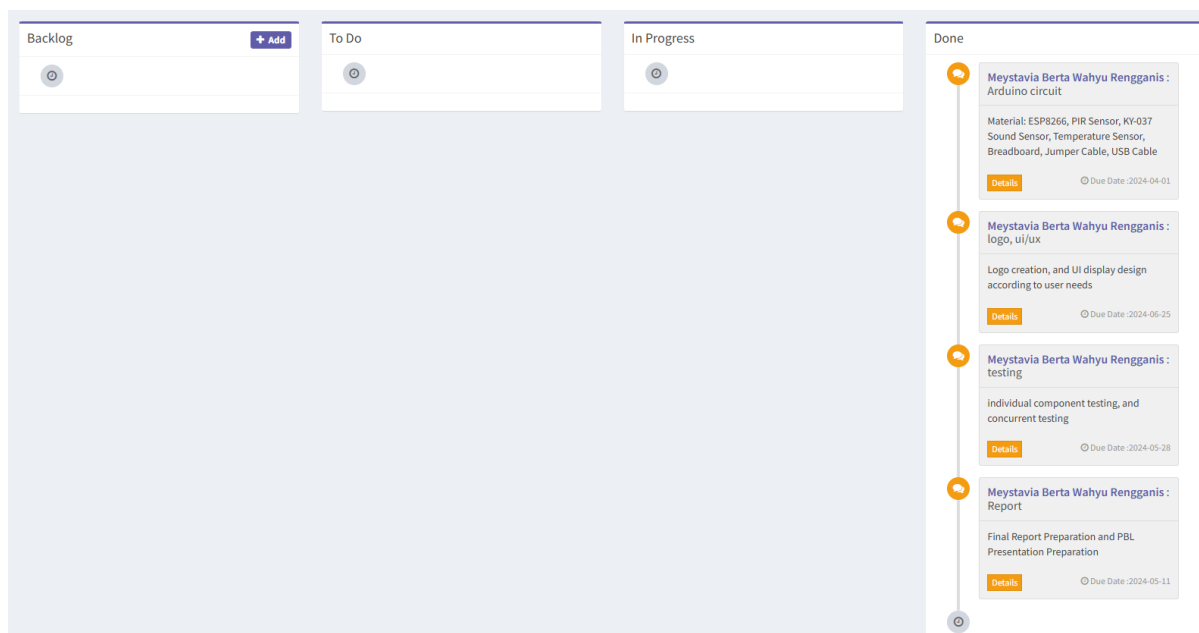 Backlog
+ Add
To Do
In Progress
Done
Meystavia Berta Wahyu Rengganis :
Arduino circuit
Material: ESP8266, PIR Sensor, KY-037
Sound Sensor, Temperature Sensor,
Breadboard, Jumper Cable, USB Cable
Details
Due Date :2024-04-01
Meystavia Berta Wahyu Rengganis :
logo, ui/ux
Logo creation, and UI display design
according to user needs
Details
Due Date :2024-06-25
Meystavia Berta Wahyu Rengganis :
testing
individual component testing, and
concurrent testing
Details
Due Date :2024-05-28
Meystavia Berta Wahyu Rengganis :
Report
Final Report Preparation and PBL
Presentation Preparation
Details
Due Date :2024-05-11